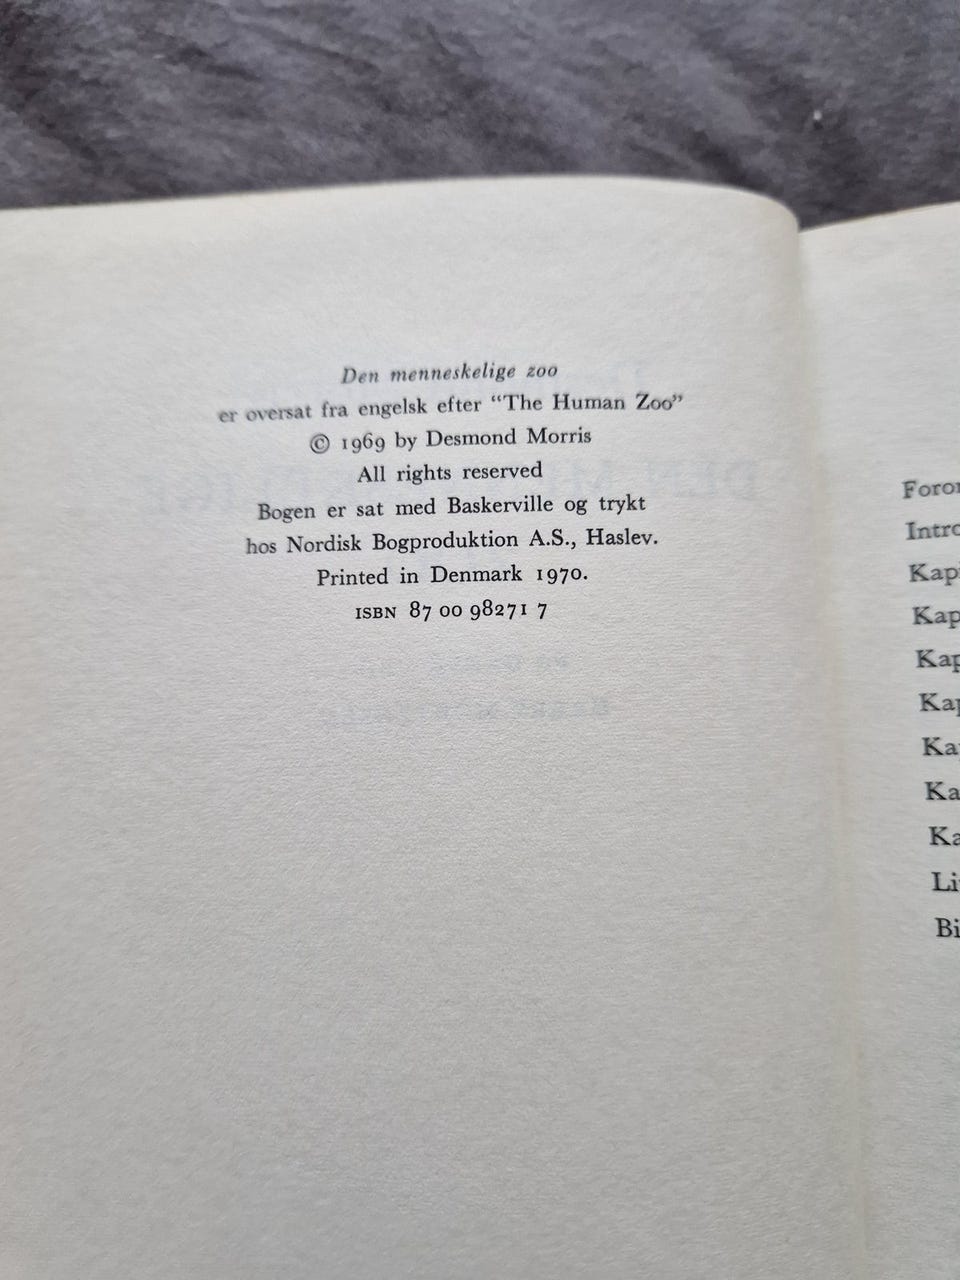 Den menneskelige zoo
er oversat fra engelsk efter “The Human Zoo”
© 1969 by Desmond Morris
All rights reserved
Bogen er sat med Baskerville og trykt
hos Nordisk Bogproduktion A.S., Haslev.
Printed in Denmark 1970.
ISBN 87 00 98271 7